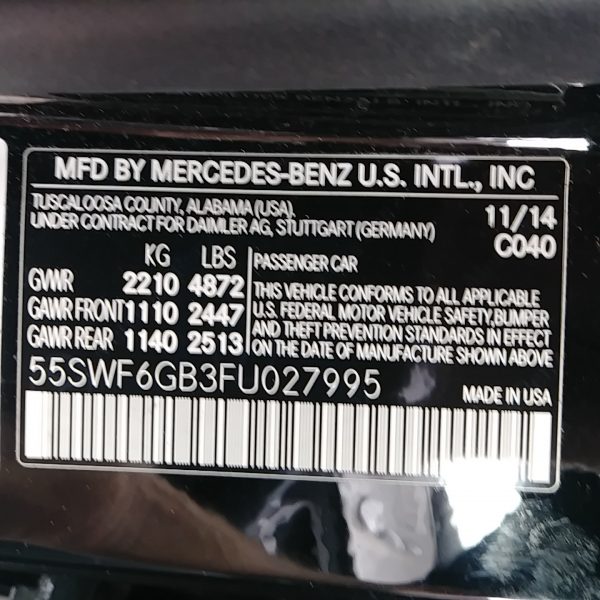 MFD BY MERCEDES-BENZ U.S. INTL., INC
TUSCALOOSA COUNTY, ALABAMA (USA)
UNDER CONTRACT FOR DAIMLER AG, STUTTGART (GERMANY)
11/14
C040
KG LBS
GVWR 2210 4872
GAWR FRONT 1110 2447
GAWR REAR 1140 2513
PASSENGER CAR
THIS VEHICLE CONFORMS TO ALL APPLICABLE
U.S. FEDERAL MOTOR VEHICLE SAFETY, BUMPER
AND THEFT PREVENTION STANDARDS IN EFFECT
ON THE DATE OF MANUFACTURE SHOWN ABOVE
55SWF6GB3FU027995
MADE IN USA